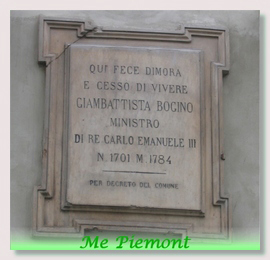 QUI FECE DIMORA
E CESSO DI VIVERE
GIAMBATTISTA BOGINO
MINISTRO
DI RE CARLO EMANUELE III
N. 1701 M. 1784
PER DECRETO DEL COMUNE
Me Piemont